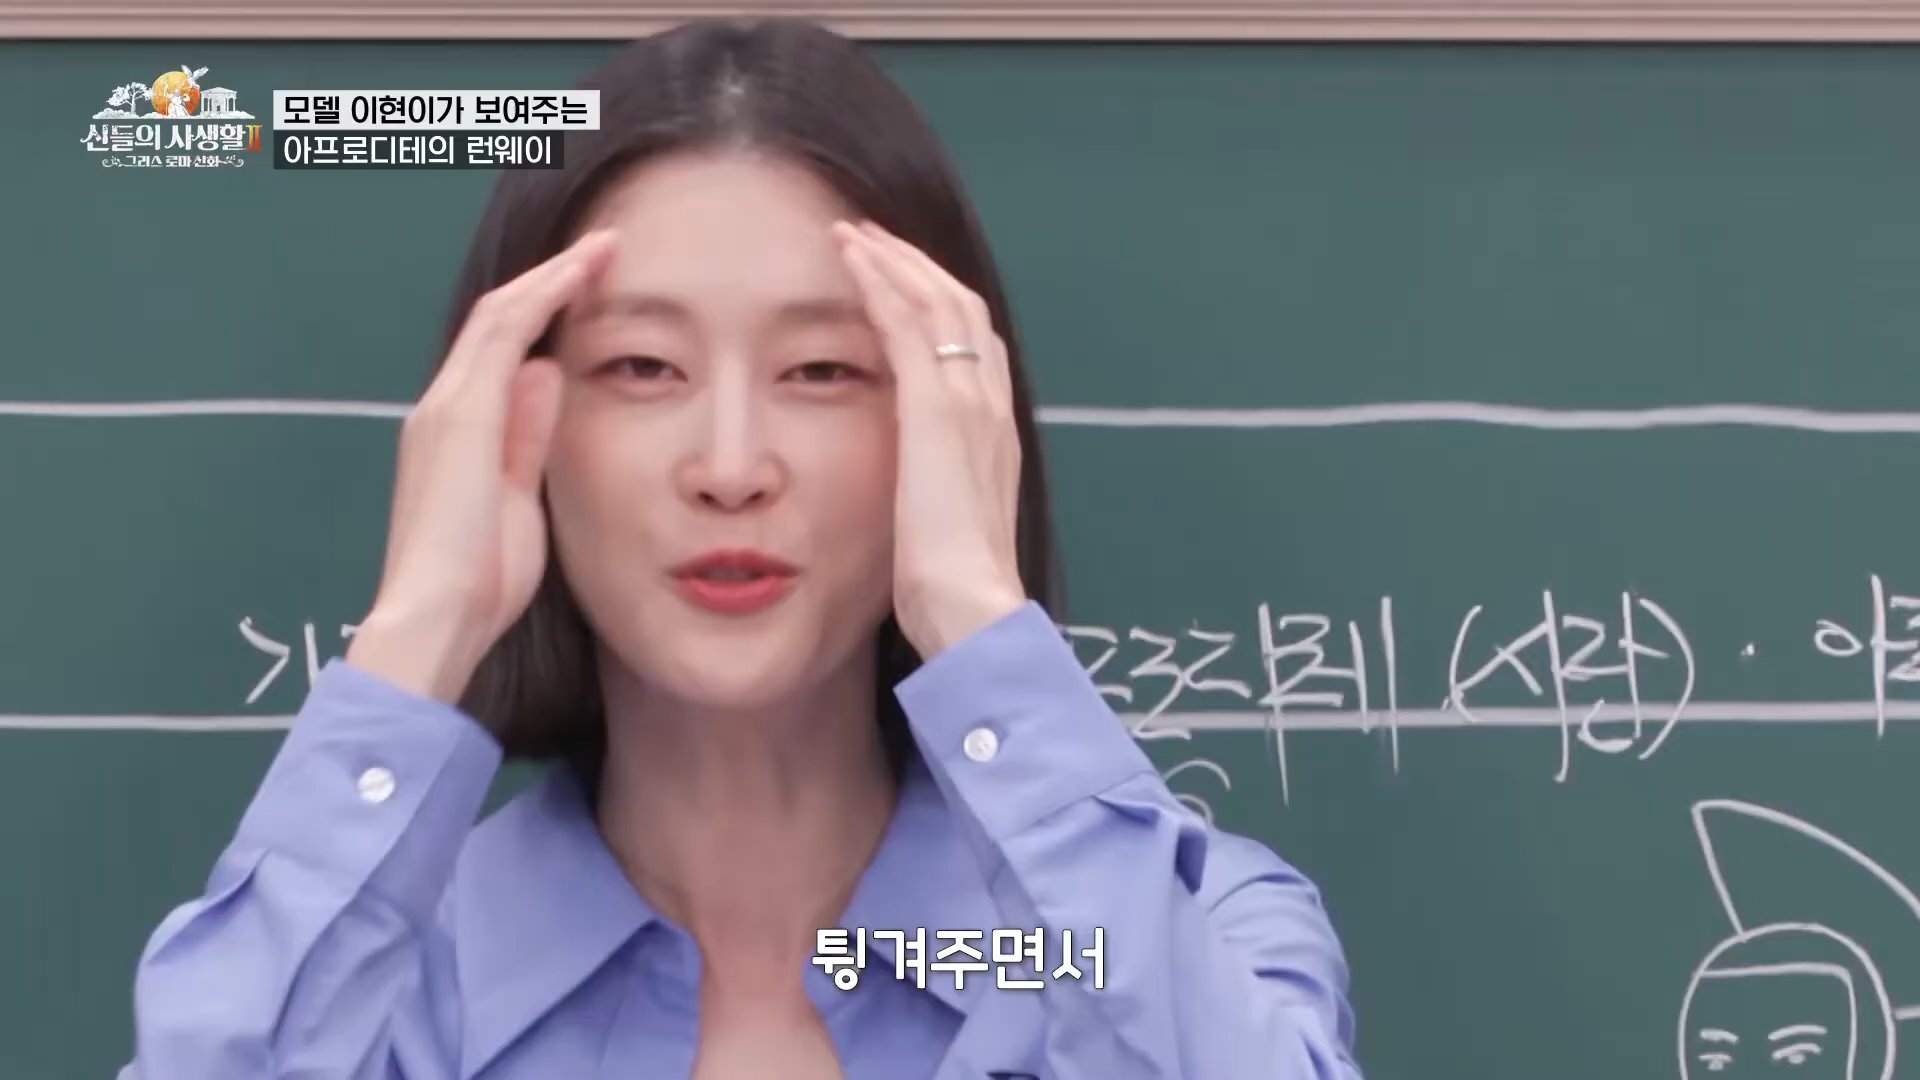 신들의 사생활 II
그리스 로마 신화
모델 이현이가 보여주는
아프로디테의 런웨이
(사랑) ·
튕겨주면서